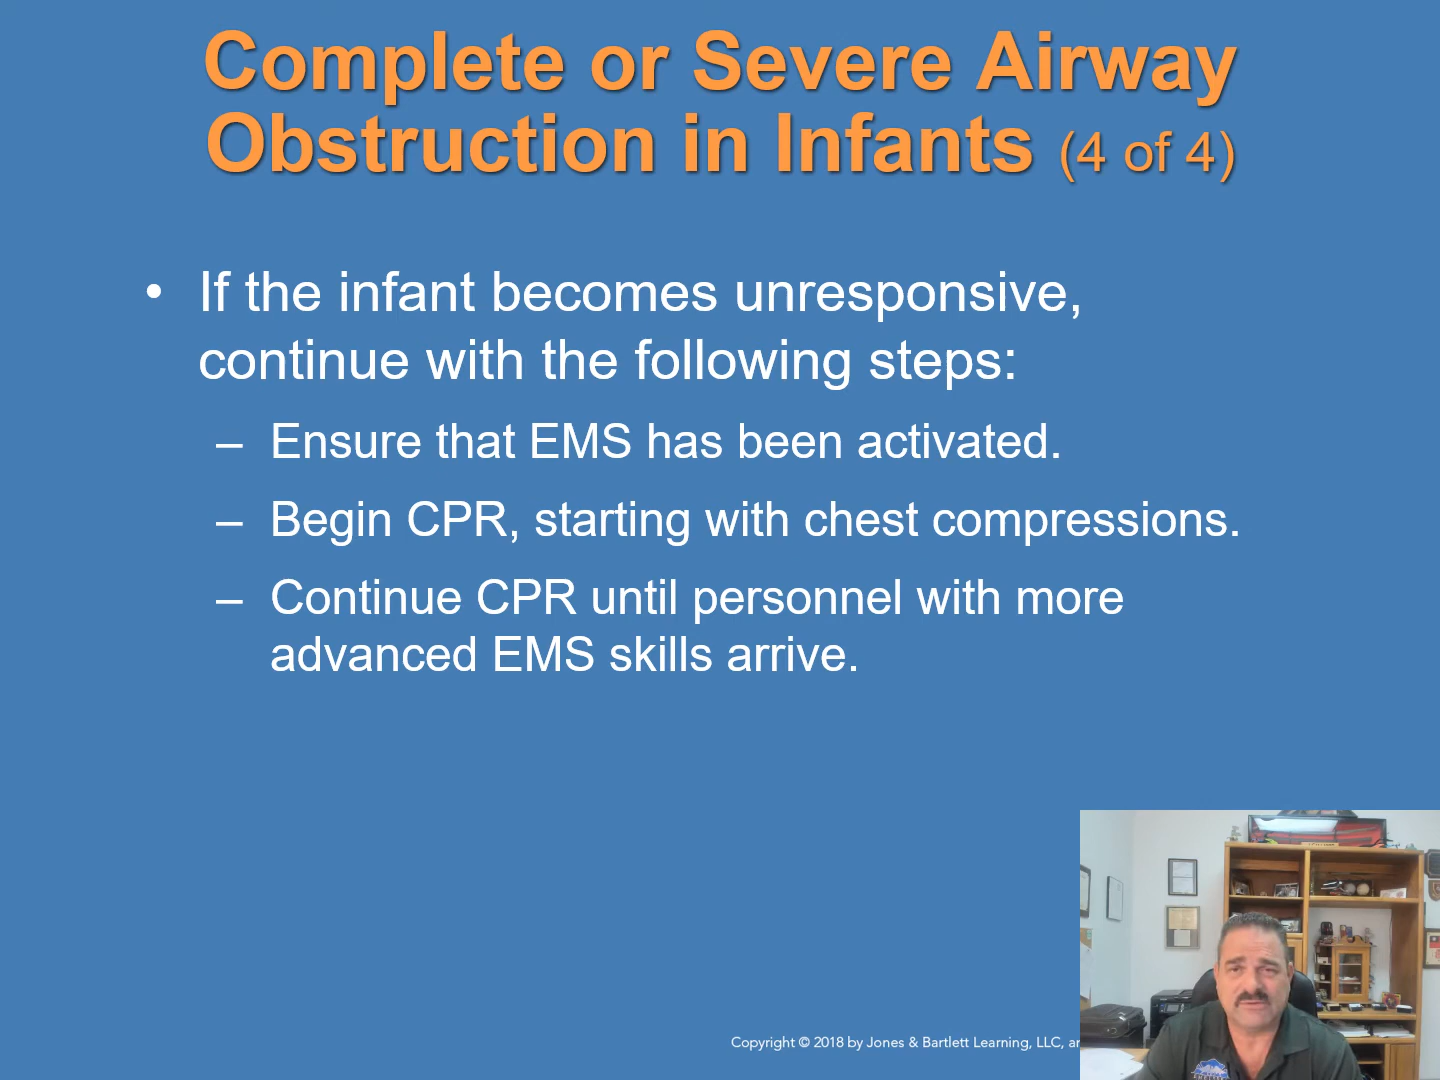 Complete or Severe Airway
Obstruction in Infants (4 of 4)
• If the infant becomes unresponsive,
continue with the following steps:
– Ensure that EMS has been activated.
– Begin CPR, starting with chest compressions.
– Continue CPR until personnel with more
advanced EMS skills arrive.
Copyright © 2018 by Jones & Bartlett Learning, LLC,